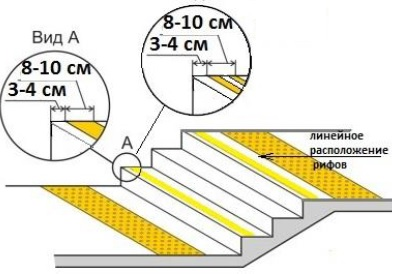 8-10 см
3-4 см
Вид А
8-10 см
3-4 см
А
линейное
расположение
рифов